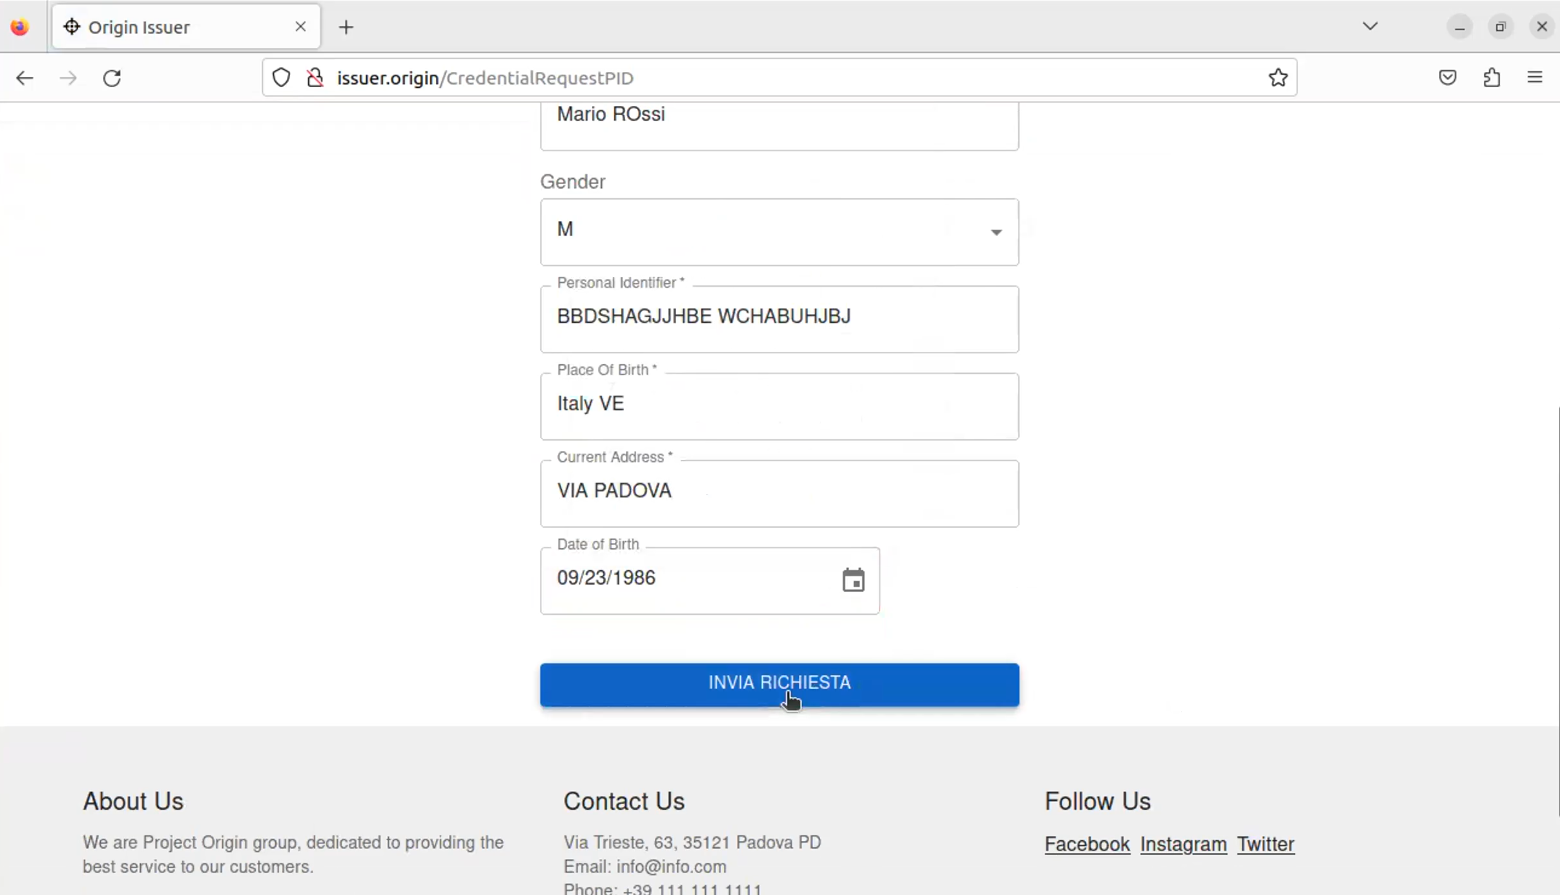 Origin Issuer
issuer.origin/CredentialRequestPID
Mario ROssi
Gender
M
Personal Identifier *
BBDSHAGJJHBE WCHABUHJBJ
Place Of Birth *
Italy VE
Current Address *
VIA PADOVA
Date of Birth
09/23/1986
INVIA RICHIESTA
About Us
We are Project Origin group, dedicated to providing the
best service to our customers.
Contact Us
Via Trieste, 63, 35121 Padova PD
Email: info@info.com
Phone: +39 111 111 1111
Follow Us
Facebook Instagram Twitter